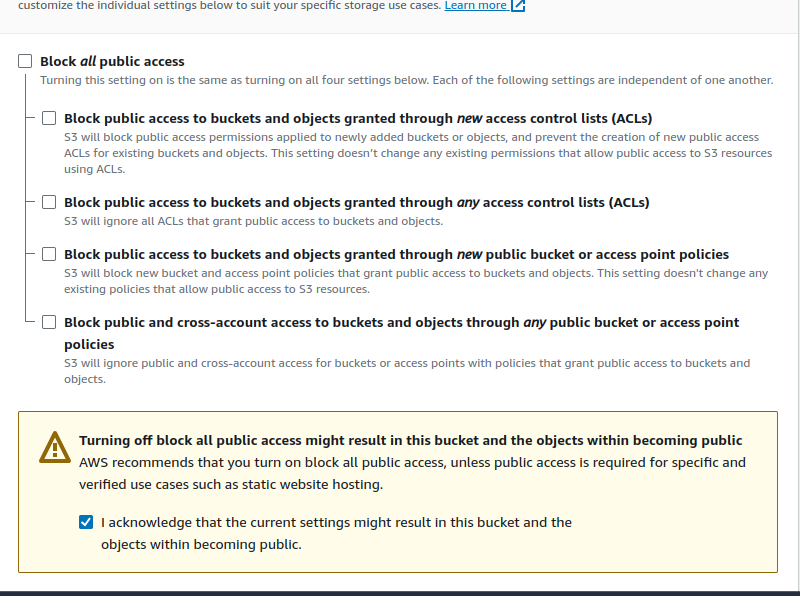 customize the individual settings below to suit your specific storage use cases. Learn more
Block all public access
Turning this setting on is the same as turning on all four settings below. Each of the following settings are independent of one another.
Block public access to buckets and objects granted through new access control lists (ACLs)
S3 will block public access permissions applied to newly added buckets or objects, and prevent the creation of new public access
ACLs for existing buckets and objects. This setting doesn't change any existing permissions that allow public access to S3 resources
using ACLs.
Block public access to buckets and objects granted through any access control lists (ACLs)
S3 will ignore all ACLs that grant public access to buckets and objects.
Block public access to buckets and objects granted through new public bucket or access point policies
S3 will block new bucket and access point policies that grant public access to buckets and objects. This setting doesn't change any
existing policies that allow public access to S3 resources.
Block public and cross-account access to buckets and objects through any public bucket or access point
policies
S3 will ignore public and cross-account access for buckets or access points with policies that grant public access to buckets and
objects.
Turning off block all public access might result in this bucket and the objects within becoming public
AWS recommends that you turn on block all public access, unless public access is required for specific and
verified use cases such as static website hosting.
I acknowledge that the current settings might result in this bucket and the
objects within becoming public.